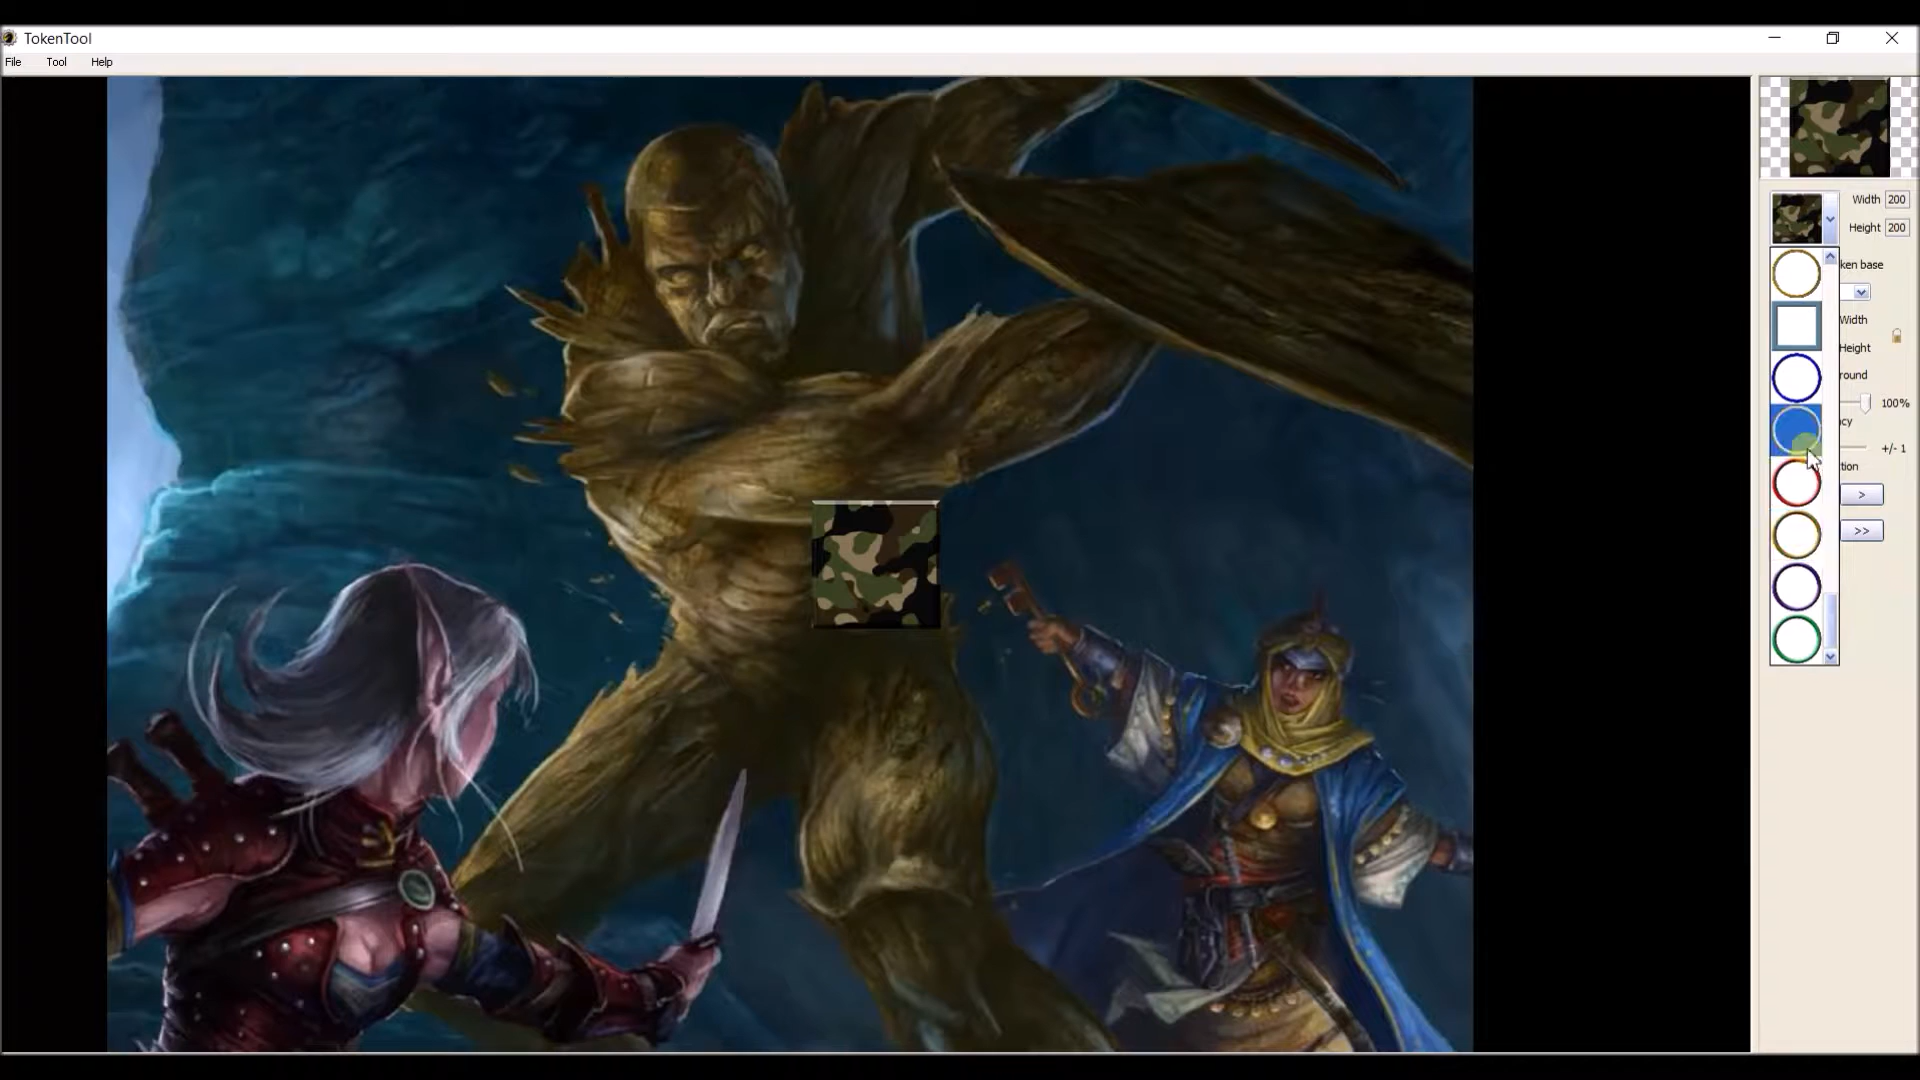 TokenTool
File Tool Help
Width 200
Height 200
ken base
Width
Height
round
100%
cy
+/- 1
tion
>
>>